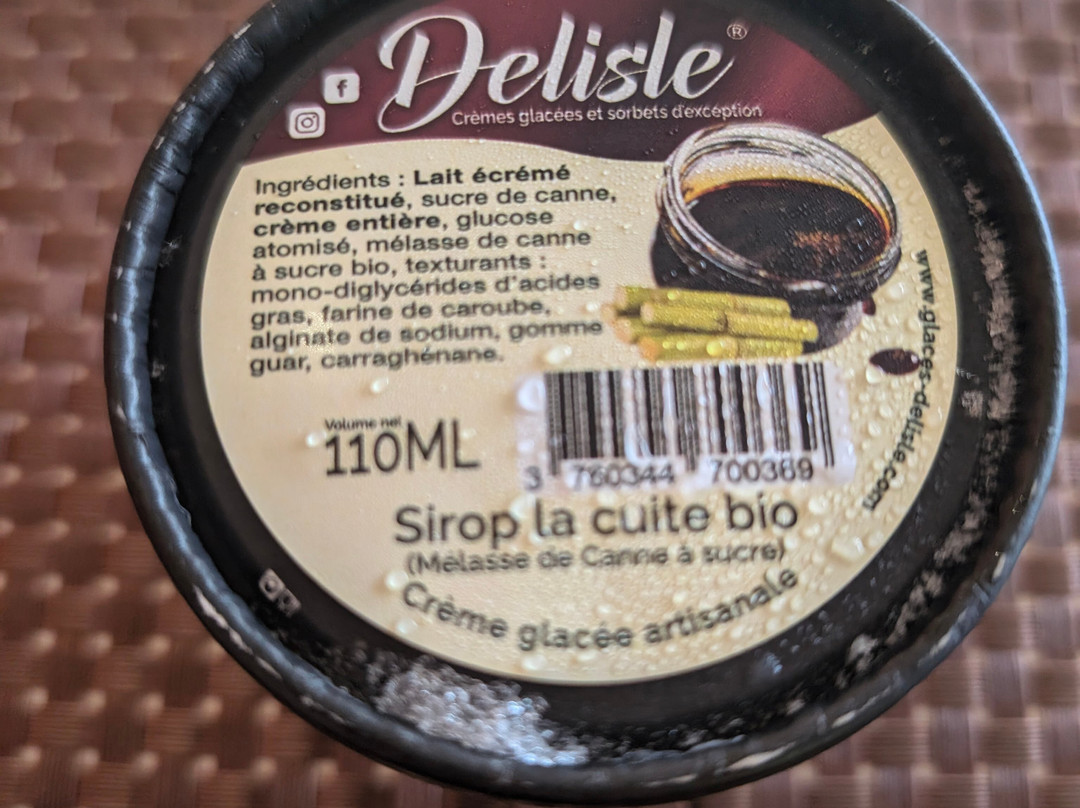 Delisle®
Crèmes glacées et sorbets d'exception
Ingrédients : Lait écrémé
reconstitué, sucre de canne,
crème entière, glucose
atomisé, mélasse de canne
à sucre bio, texturants :
mono-diglycérides d'acides
gras, farine de caroube,
alginate de sodium, gomme
guar, carraghénane.
www.glaces-delisle.com
Volume net
110ML
3 760344 700369
Sirop la cuite bio
(Mélasse de Canne à sucre)
Crème glacée artisanale